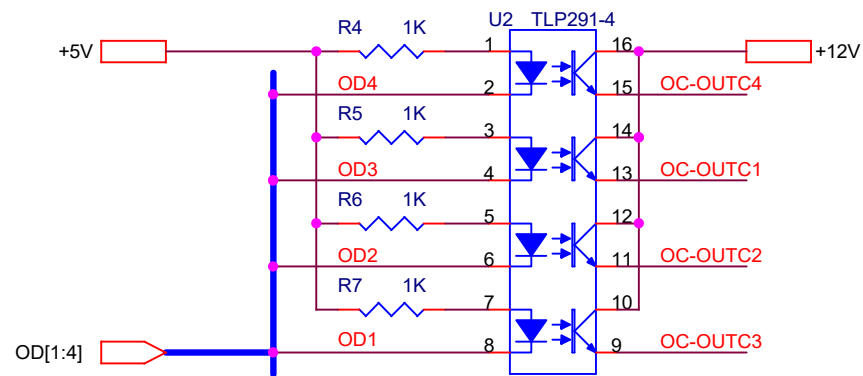 U2 TLP291-4
+5V R4 1K 1 16 +12V
OD4 2 15 OC-OUTC4
R5 1K 3 14
OD3 4 13 OC-OUTC1
R6 1K 5 12
OD2 6 11 OC-OUTC2
R7 1K 7 10
OD[1:4] OD1 8 9 OC-OUTC3